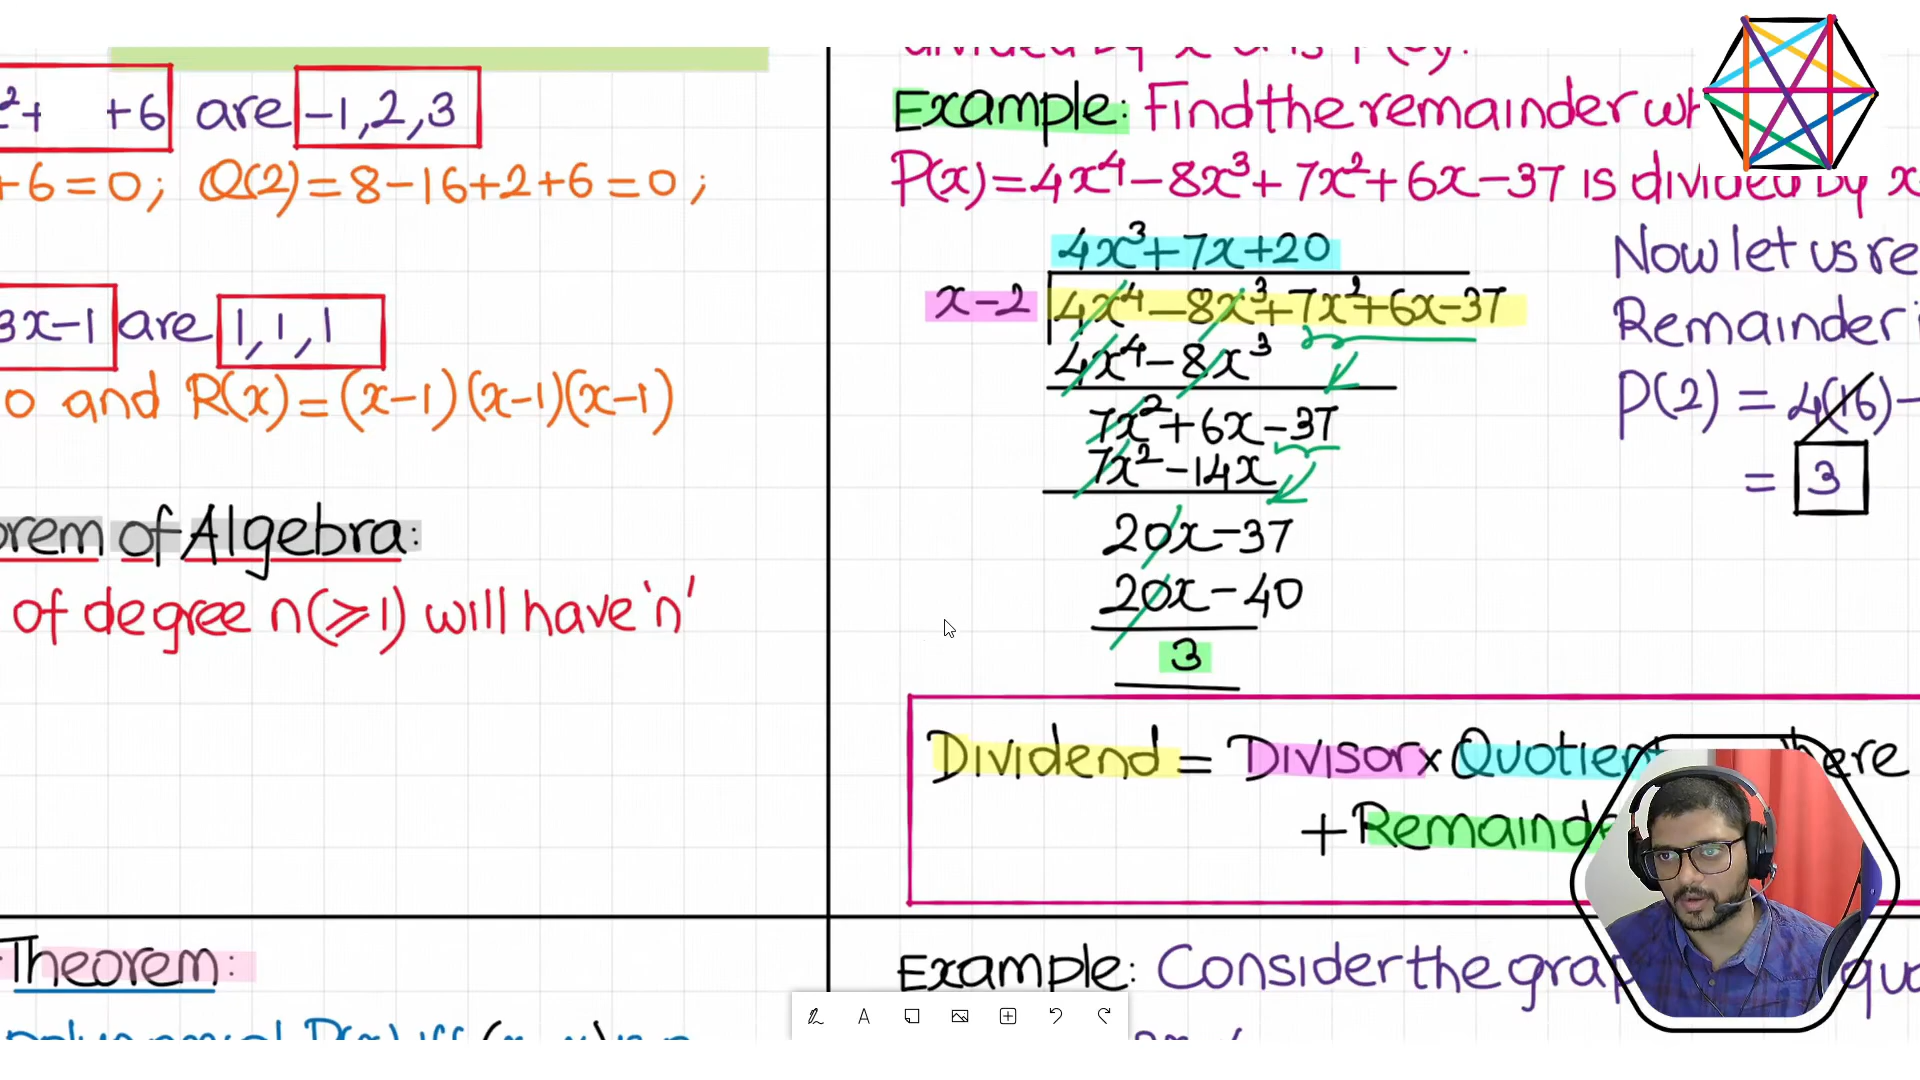 ²+ +6 are -1,2,3
+6=0; Q(2)=8-16+2+6=0;
3x-1 are 1,1,1
0 and R(x)=(x-1)(x-1)(x-1)
of Algebra:
of degree n(⩾1) will have 'n'
Theorem:
Example: Find the remainder
P(x)=4x⁴-8x³+7x²+6x-37 is divided by x
4x³+7x+20
x-2 4x⁴-8x³+7x²+6x-37
4x⁴-8x³
7x²+6x-37
7x²-14x
20x-37
20x-40
3
Now let us
Remainder
P(2) = 4(16)-
= 3
Dividend = Divisor×Quotient
+Remainde
Example: Consider the